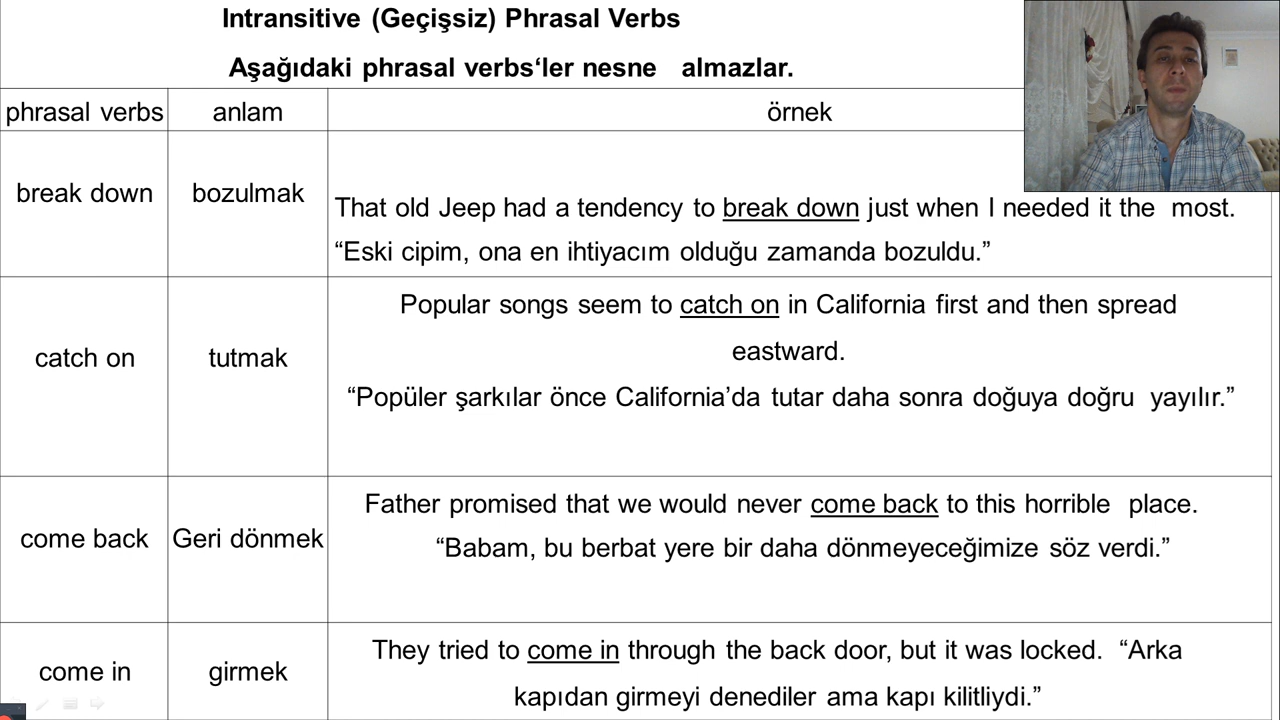 Intransitive (Geçişsiz) Phrasal Verbs
Aşağıdaki phrasal verbs‘ler nesne almazlar.
phrasal verbs anlam örnek
break down bozulmak
That old Jeep had a tendency to break down just when I needed it the most.
“Eski cipim, ona en ihtiyacım olduğu zamanda bozuldu.”
catch on tutmak
Popular songs seem to catch on in California first and then spread
eastward.
“Popüler şarkılar önce California’da tutar daha sonra doğuya doğru yayılır.”
come back Geri dönmek
Father promised that we would never come back to this horrible place.
“Babam, bu berbat yere bir daha dönmeyeceğimize söz verdi.”
come in girmek
They tried to come in through the back door, but it was locked. “Arka
kapıdan girmeyi denediler ama kapı kilitliydi.”